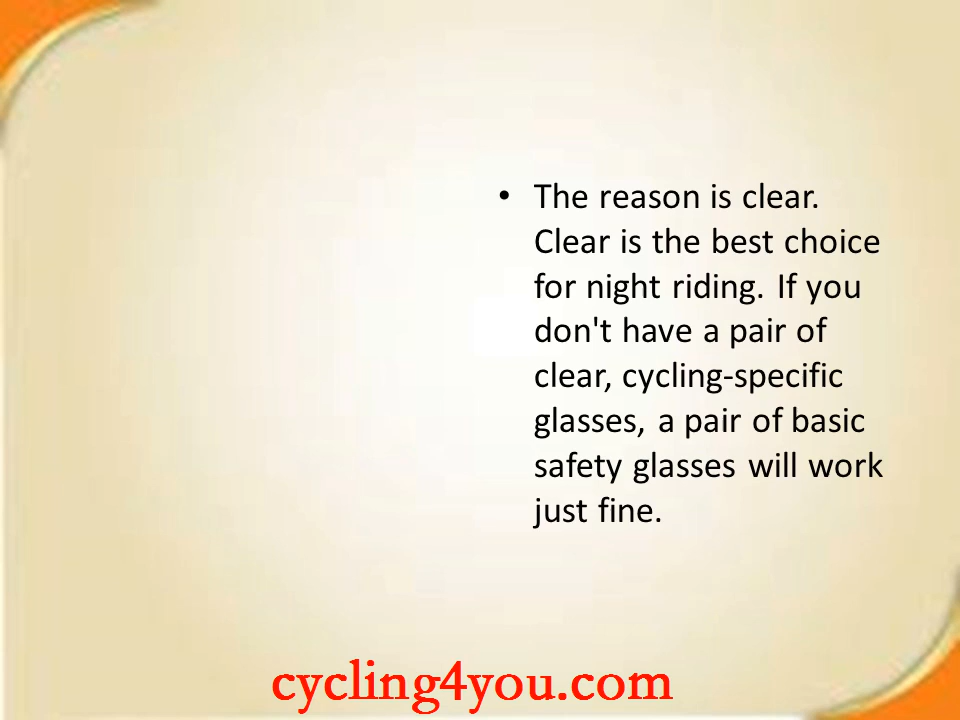 • The reason is clear.
Clear is the best choice
for night riding. If you
don't have a pair of
clear, cycling-specific
glasses, a pair of basic
safety glasses will work
just fine.
cycling4you.com